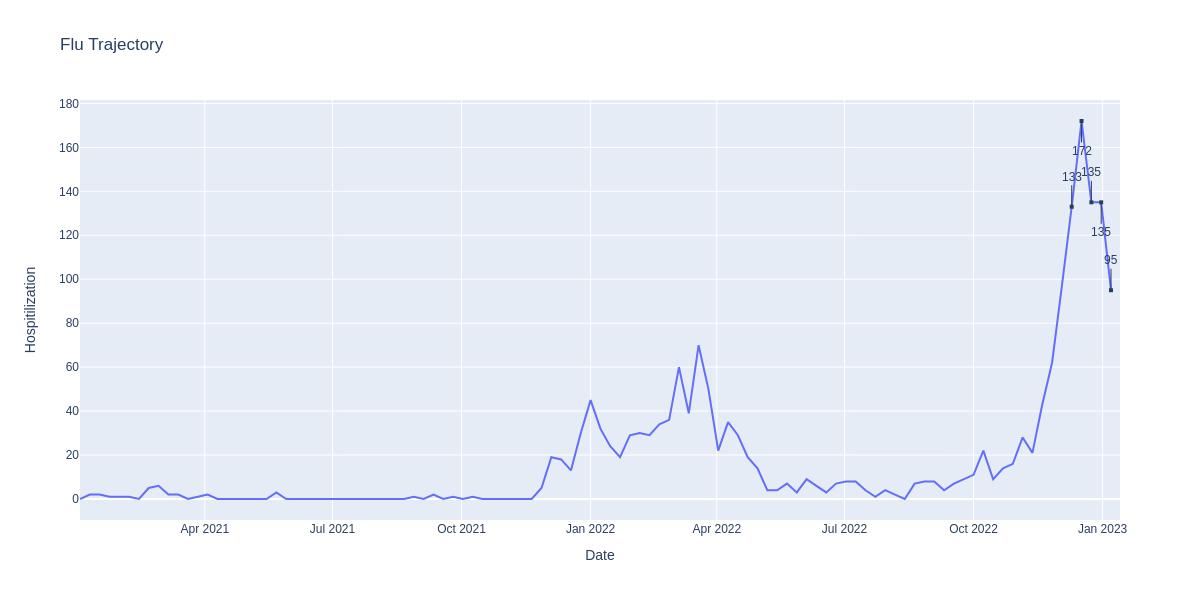 Flu Trajectory
Hospitilization
180
160
140
120
100
80
60
40
20
0
172
133
135
135
95
Apr 2021
Jul 2021
Oct 2021
Jan 2022
Apr 2022
Jul 2022
Oct 2022
Jan 2023
Date